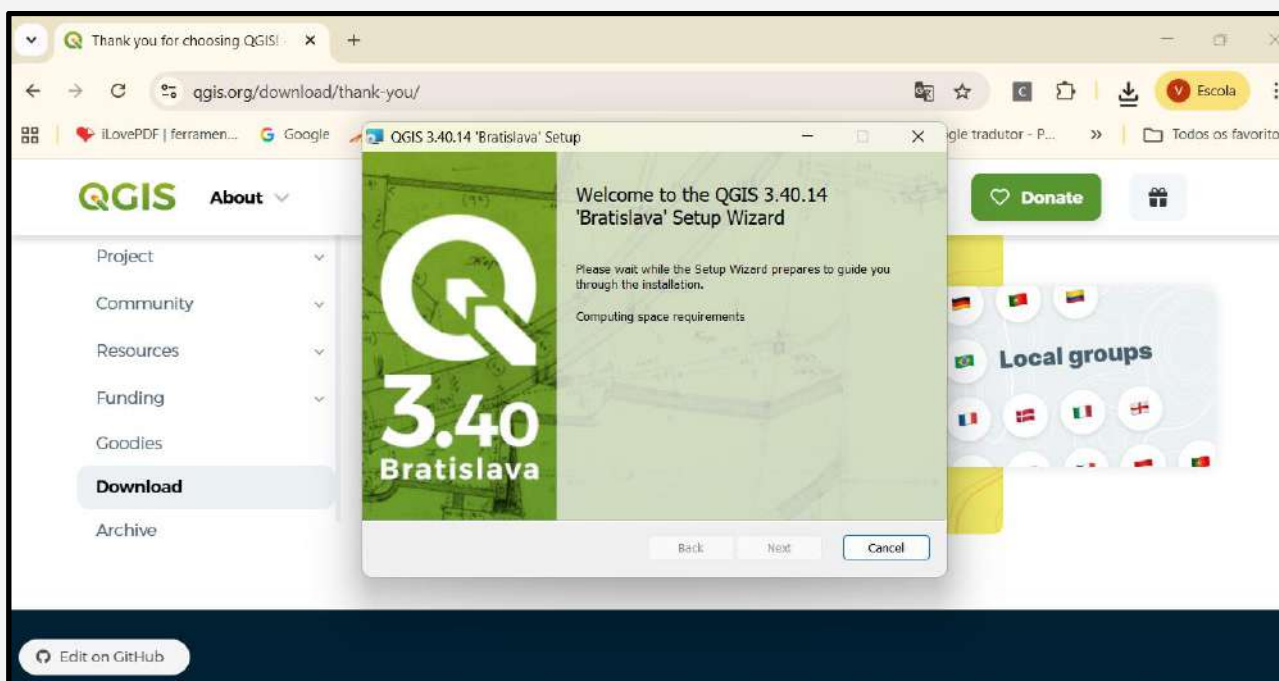 Thank you for choosing QGIS! -
qgis.org/download/thank-you/
Escola
iLovePDF | ferramen...
Google
gle tradutor - P...
Todos os favorito
QGIS 3.40.14 'Bratislava' Setup
QGIS
About
Donate
Project
Community
Resources
Funding
Goodies
Download
Archive
3.40
Bratislava
Welcome to the QGIS 3.40.14
'Bratislava' Setup Wizard
Please wait while the Setup Wizard prepares to guide you
through the installation.
Computing space requirements
Back
Next
Cancel
Local groups
Edit on GitHub